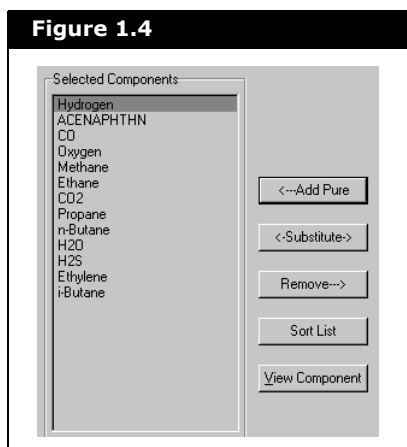 Figure 1.4
Selected Components
Hydrogen
ACENAPHTHN
CO
Oxygen
Methane
Ethane
CO2
Propane
n-Butane
H2O
H2S
Ethylene
i-Butane
<---Add Pure
<-Substitute->
Remove--->
Sort List
View Component